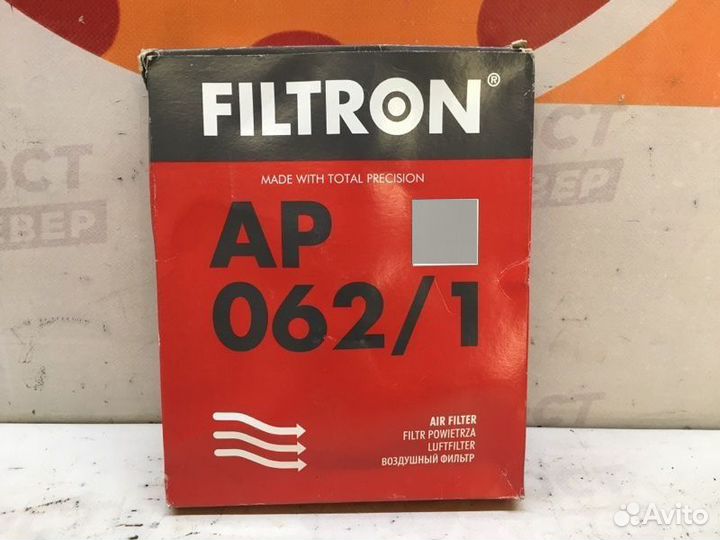 FILTRON®
MADE WITH TOTAL PRECISION
AP
062/1
AIR FILTER
FILTR POWIETRZA
LUFTFILTER
ВОЗДУШНЫЙ ФИЛЬТР
Avito